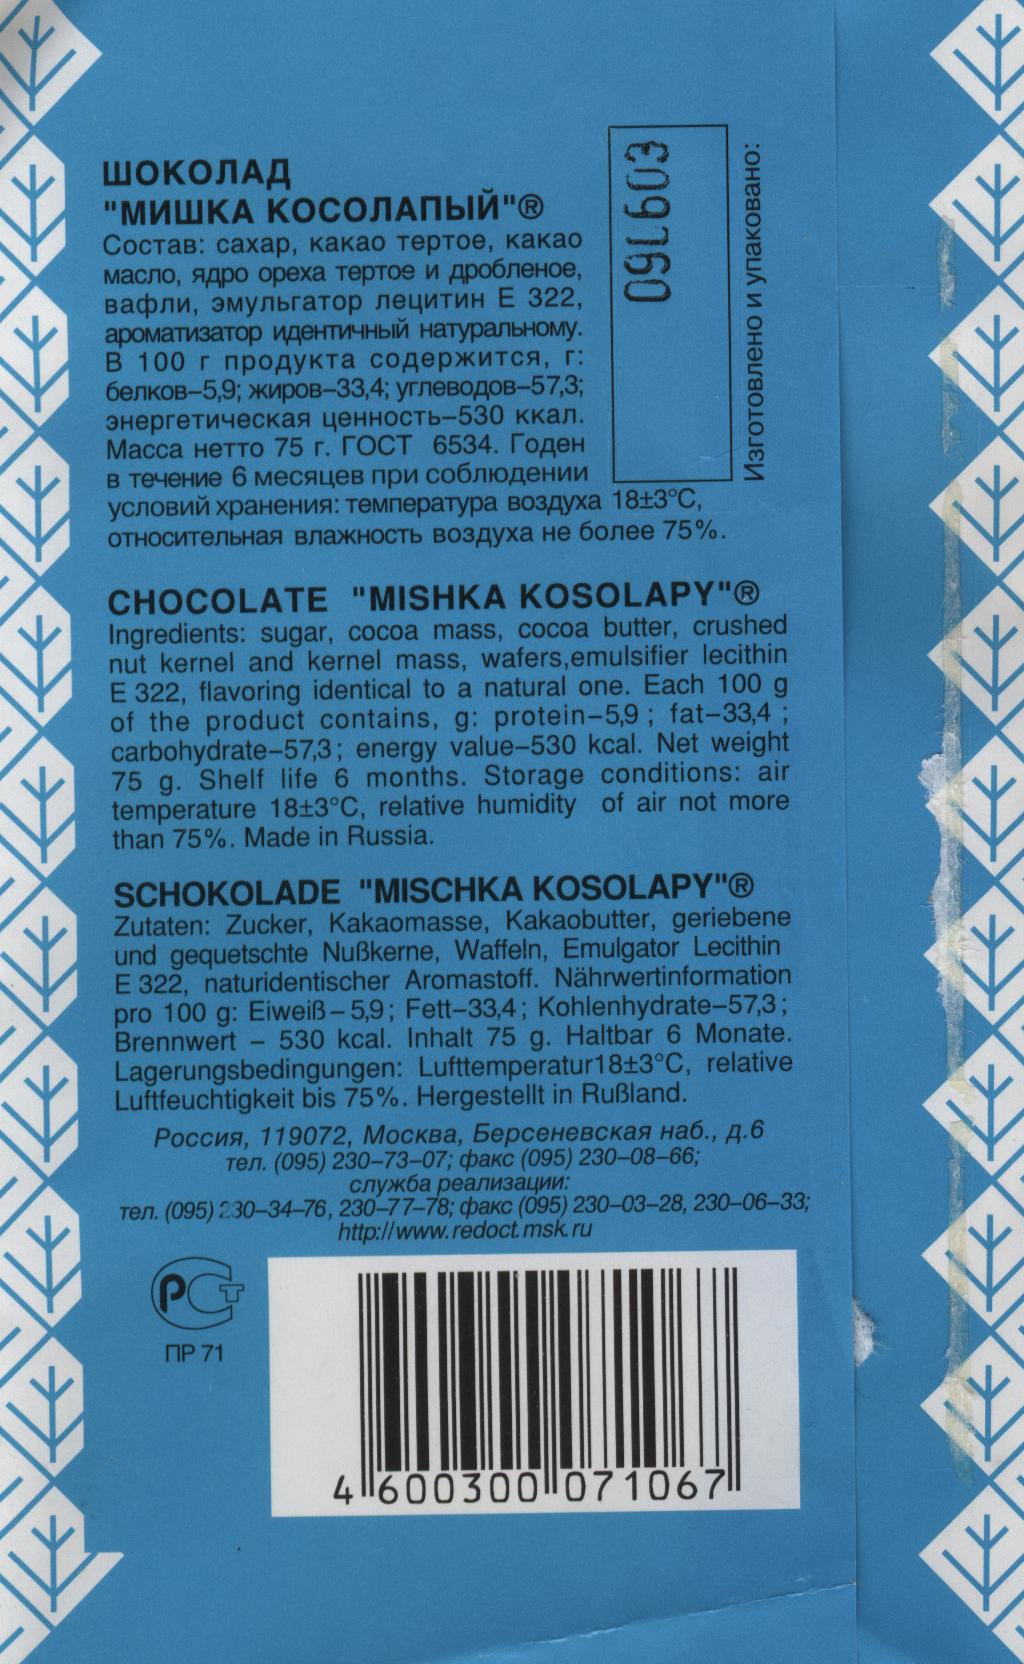 ШОКОЛАД
"МИШКА КОСОЛАПЫЙ"®
Состав: сахар, какао тертое, какао
масло, ядро ореха тертое и дробленое,
вафли, эмульгатор лецитин Е 322,
ароматизатор идентичный натуральному.
В 100 г продукта содержится, г:
белков–5,9; жиров–33,4; углеводов–57,3;
энергетическая ценность–530 ккал.
Масса нетто 75 г. ГОСТ 6534. Годен
в течение 6 месяцев при соблюдении
условий хранения: температура воздуха 18±3°С,
относительная влажность воздуха не более 75%.
Изготовлено и упаковано:
CHOCOLATE "MISHKA KOSOLAPY"®
Ingredients: sugar, cocoa mass, cocoa butter, crushed
nut kernel and kernel mass, wafers,emulsifier lecithin
E 322, flavoring identical to a natural one. Each 100 g
of the product contains, g: protein–5,9 ; fat–33,4 ;
carbohydrate–57,3 ; energy value–530 kcal. Net weight
75 g. Shelf life 6 months. Storage conditions: air
temperature 18±3°C, relative humidity of air not more
than 75%. Made in Russia.
SCHOKOLADE "MISCHKA KOSOLAPY"®
Zutaten: Zucker, Kakaomasse, Kakaobutter, geriebene
und gequetschte Nußkerne, Waffeln, Emulgator Lecithin
E 322, naturidentischer Aromastoff. Nährwertinformation
pro 100 g: Eiweiß – 5,9 ; Fett–33,4 ; Kohlenhydrate–57,3 ;
Brennwert – 530 kcal. Inhalt 75 g. Haltbar 6 Monate.
Lagerungsbedingungen: Lufttemperatur18±3°C, relative
Luftfeuchtigkeit bis 75%. Hergestellt in Rußland.
Россия, 119072, Москва, Берсеневская наб., д.6
тел. (095) 230–73–07; факс (095) 230–08–66;
служба реализации:
тел. (095) 230–34–76, 230–77–78; факс (095) 230–03–28, 230–06–33;
http://www.redoct.msk.ru
РСТ
ПР 71
4 600300 071067